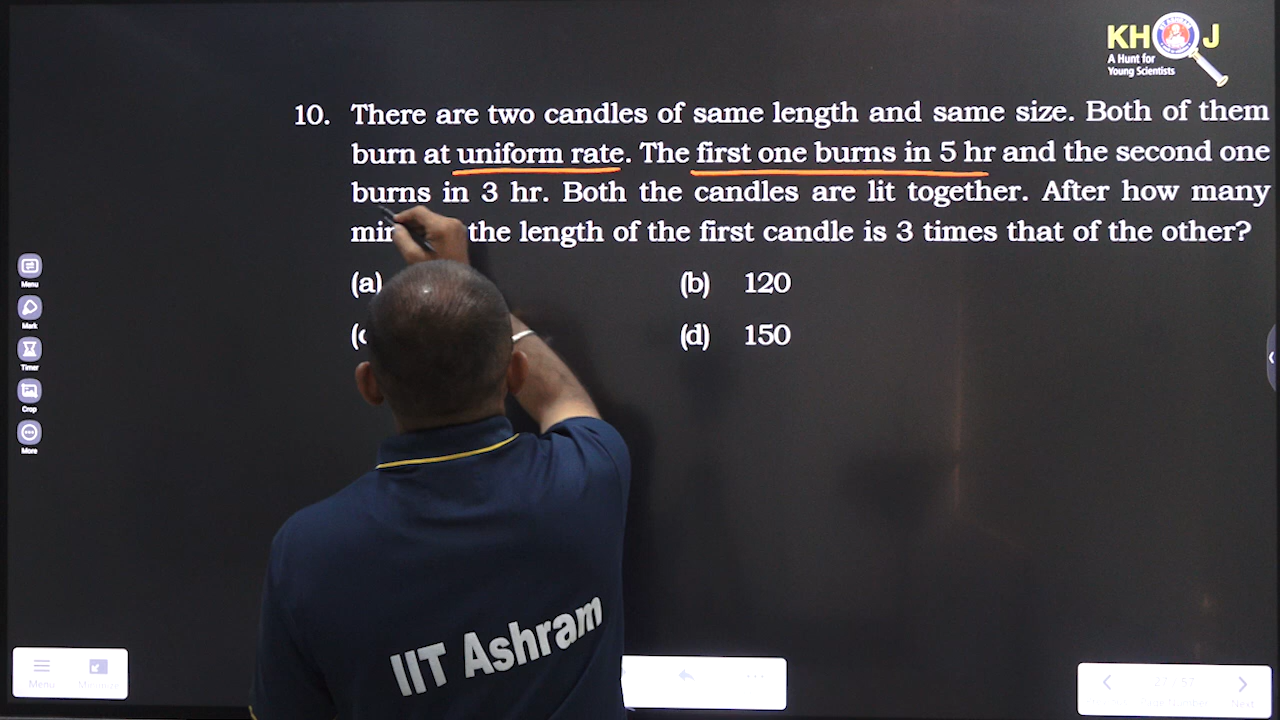 KH J
A Hunt for
Young Scientists
10. There are two candles of same length and same size. Both of them
burn at uniform rate. The first one burns in 5 hr and the second one
burns in 3 hr. Both the candles are lit together. After how many
the length of the first candle is 3 times that of the other?
(a)
(b) 120
(d) 150
Menu
Mark
Timer
Crop
More
IIT Ashram
Menu
Next